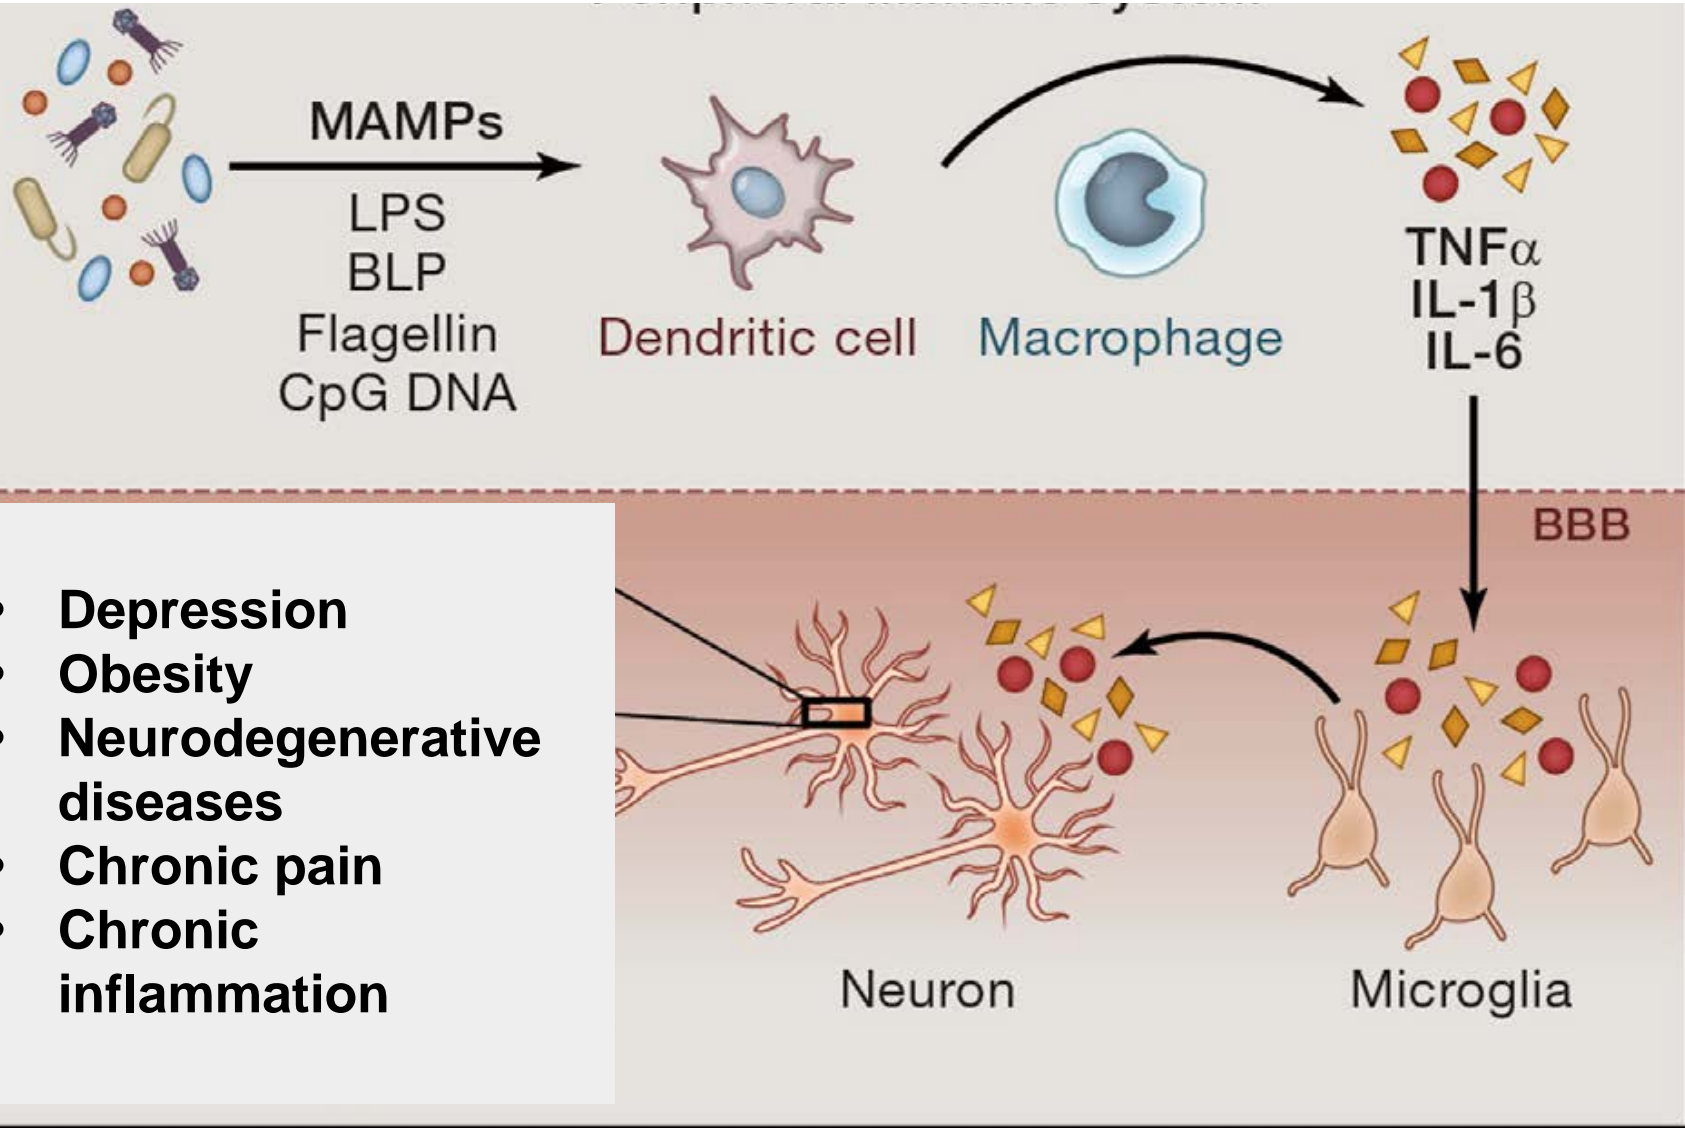 MAMPs
LPS
BLP
Flagellin
CpG DNA
Dendritic cell
Macrophage
TNFα
IL-1β
IL-6
BBB
• Depression
• Obesity
• Neurodegenerative
diseases
• Chronic pain
• Chronic
inflammation
Neuron
Microglia